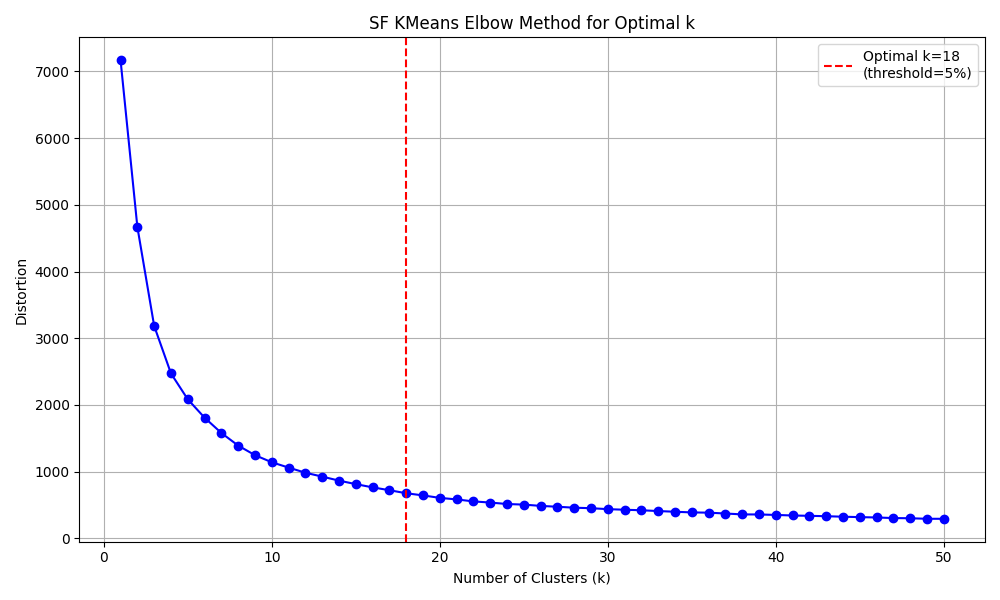 SF KMeans Elbow Method for Optimal k
Optimal k=18
(threshold=5%)
Distortion
7000
6000
5000
4000
3000
2000
1000
0
0 10 20 30 40 50
Number of Clusters (k)